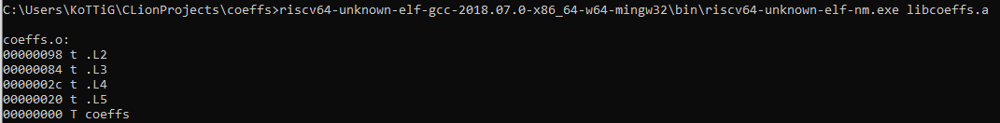 C:\Users\KoTTiG\CLionProjects\coeffs>riscv64-unknown-elf-gcc-2018.07.0-x86_64-w64-mingw32\bin\riscv64-unknown-elf-nm.exe libcoeffs.a
coeffs.o:
00000098 t .L2
00000084 t .L3
0000002c t .L4
00000020 t .L5
00000000 T coeffs